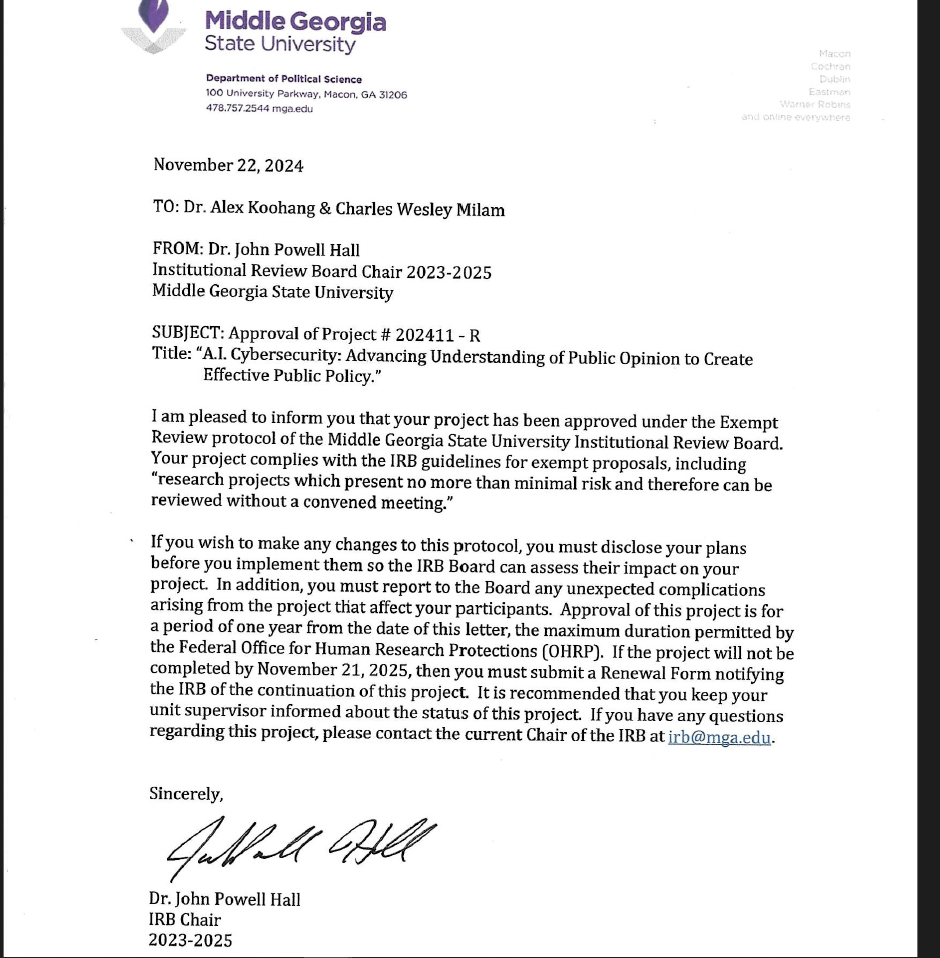 Middle Georgia
State University
Department of Political Science
100 University Parkway, Macon, GA 31206
478.757.2544 mga.edu
Macon
Cochran
Dublin
Eastman
Warner Robins
and online everywhere
November 22, 2024
TO: Dr. Alex Koohang & Charles Wesley Milam
FROM: Dr. John Powell Hall
Institutional Review Board Chair 2023-2025
Middle Georgia State University
SUBJECT: Approval of Project # 202411 - R
Title: “A.I. Cybersecurity: Advancing Understanding of Public Opinion to Create
Effective Public Policy.”
I am pleased to inform you that your project has been approved under the Exempt
Review protocol of the Middle Georgia State University Institutional Review Board.
Your project complies with the IRB guidelines for exempt proposals, including
“research projects which present no more than minimal risk and therefore can be
reviewed without a convened meeting.”
If you wish to make any changes to this protocol, you must disclose your plans
before you implement them so the IRB Board can assess their impact on your
project. In addition, you must report to the Board any unexpected complications
arising from the project that affect your participants. Approval of this project is for
a period of one year from the date of this letter, the maximum duration permitted by
the Federal Office for Human Research Protections (OHRP). If the project will not be
completed by November 21, 2025, then you must submit a Renewal Form notifying
the IRB of the continuation of this project. It is recommended that you keep your
unit supervisor informed about the status of this project. If you have any questions
regarding this project, please contact the current Chair of the IRB at irb@mga.edu.
Sincerely,
Dr. John Powell Hall
IRB Chair
2023-2025